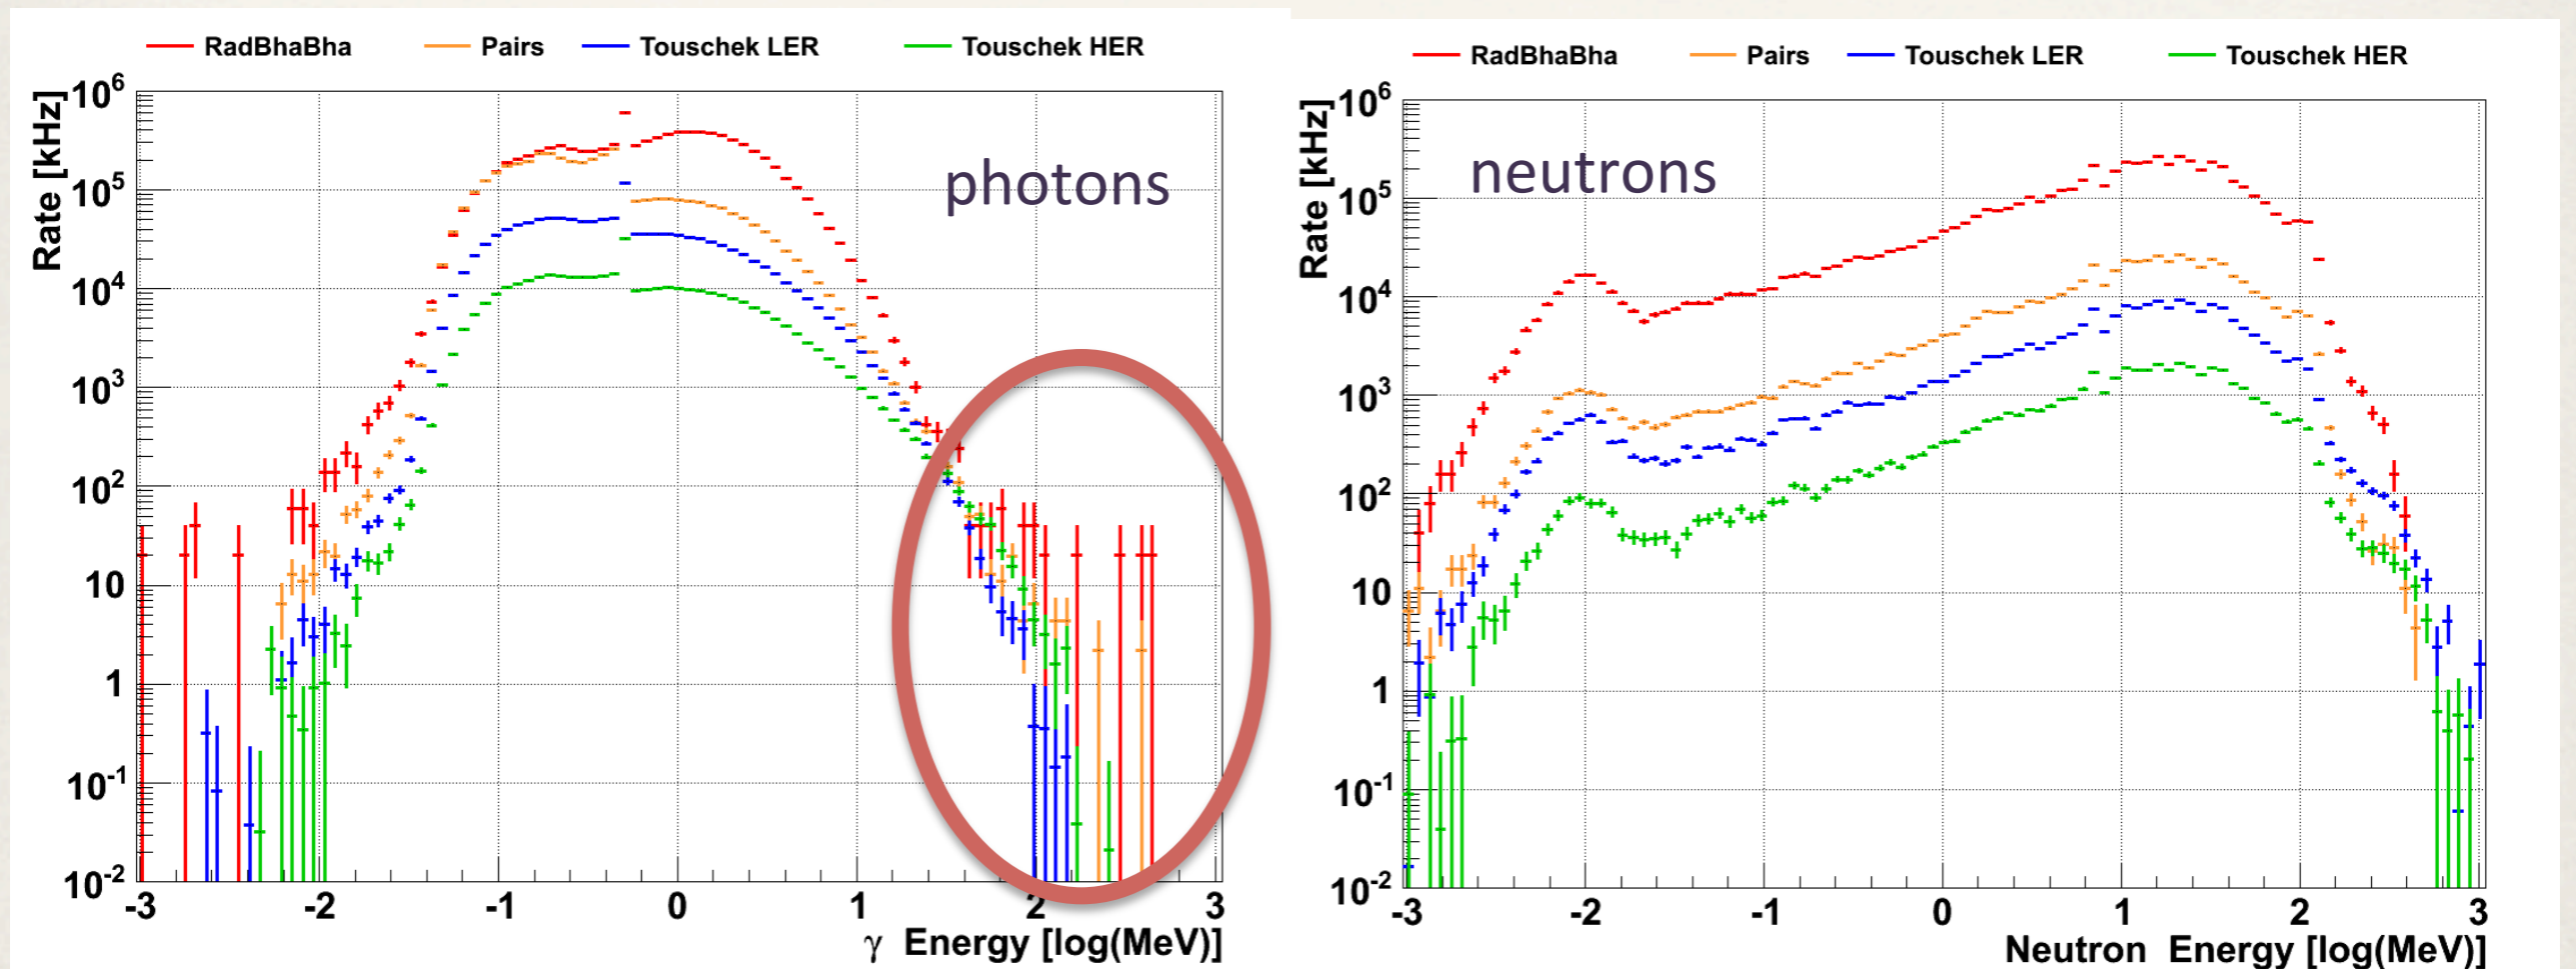 RadBhaBha Pairs Touschek LER Touschek HER
Rate [kHz]
10^6
10^5
10^4
10^3
10^2
10
1
10^-1
10^-2
photons
-3 -2 -1 0 1 2 3
γ Energy [log(MeV)]
RadBhaBha Pairs Touschek LER Touschek HER
Rate [kHz]
10^6
10^5
10^4
10^3
10^2
10
1
10^-1
10^-2
neutrons
-3 -2 -1 0 1 2 3
Neutron Energy [log(MeV)]